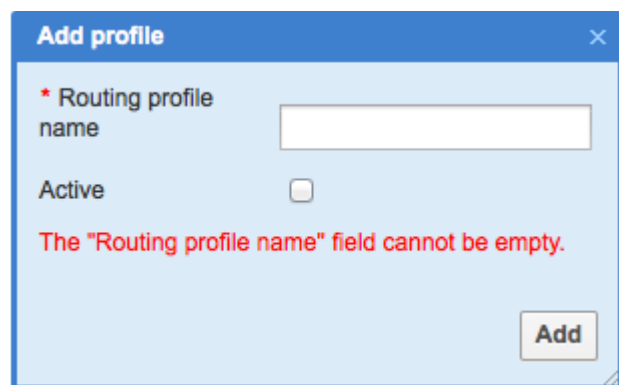 Add profile
* Routing profile
name
Active
The "Routing profile name" field cannot be empty.
Add